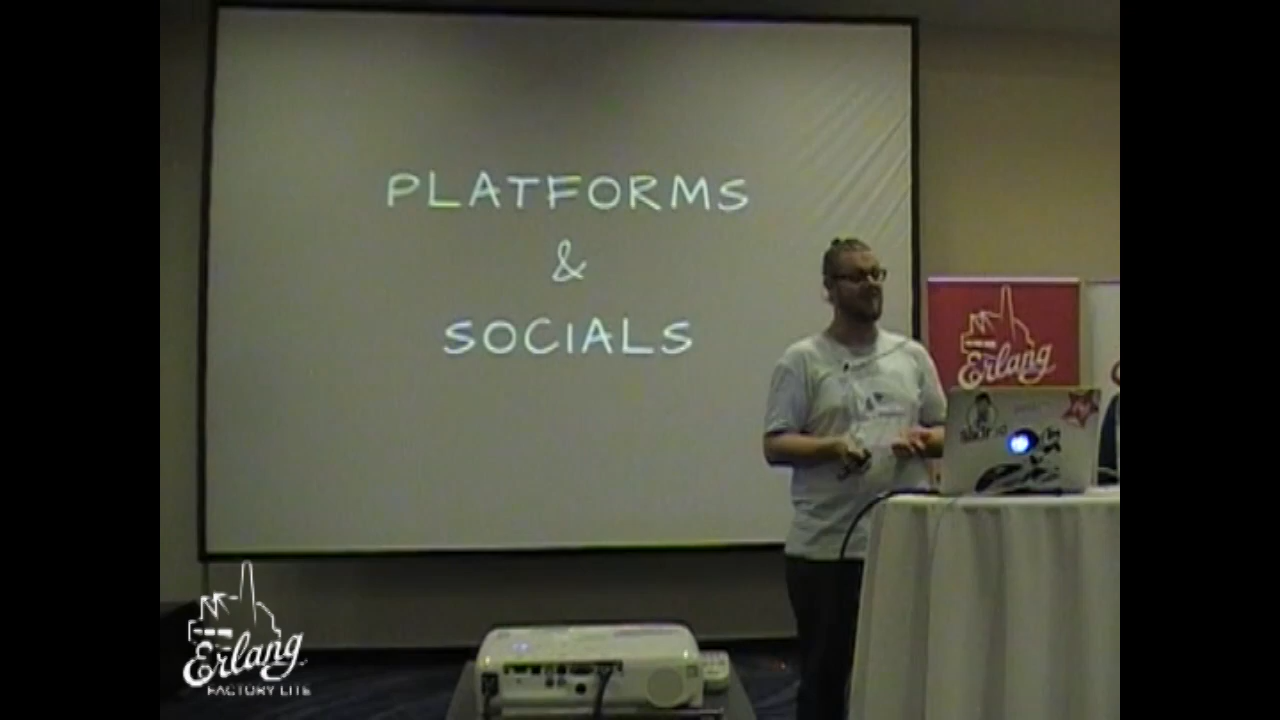 PLATFORMS
&
SOCIALS
Erlang
Erlang
FACTORY LITE